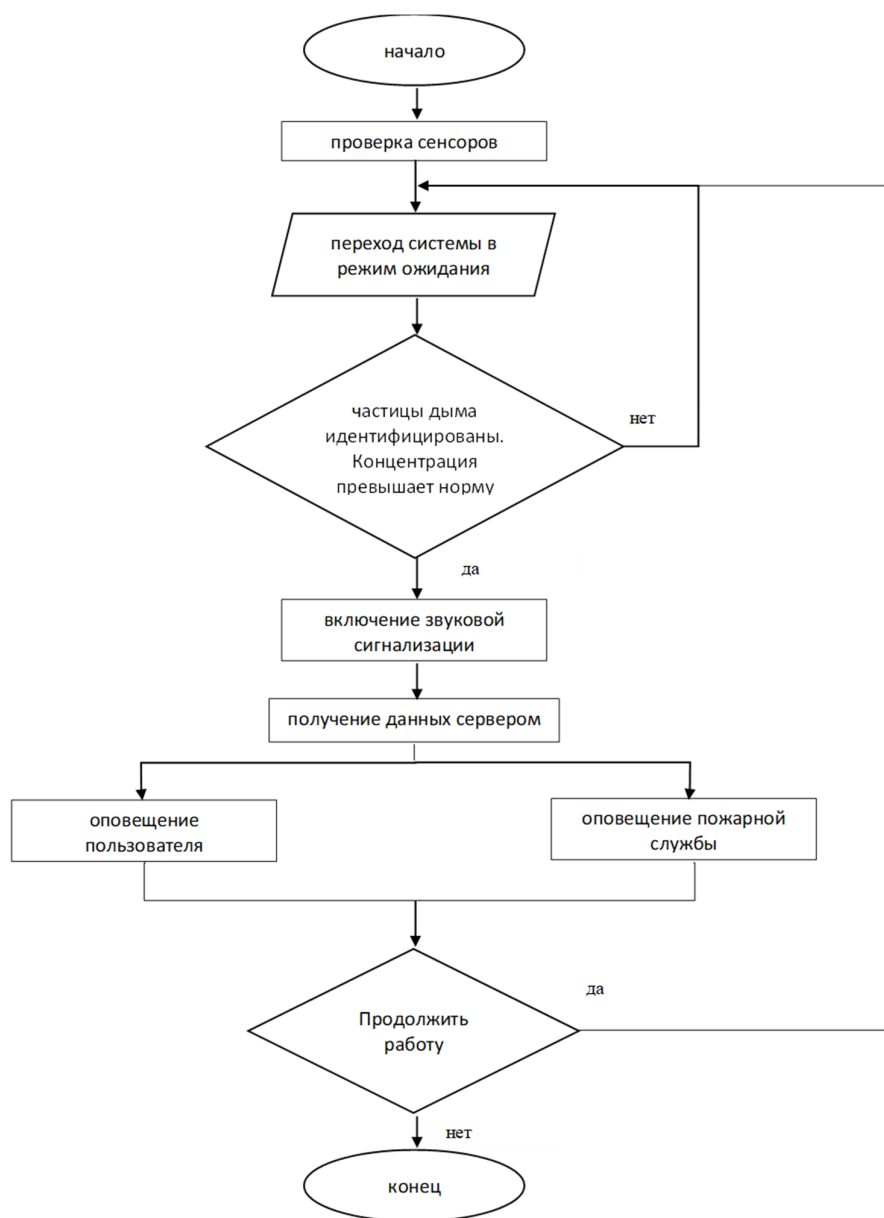 начало
проверка сенсоров
переход системы в
режим ожидания
частицы дыма
идентифицированы.
Концентрация
превышает норму
нет
да
включение звуковой
сигнализации
получение данных сервером
оповещение
пользователя
оповещение пожарной
службы
Продолжить
работу
да
нет
конец